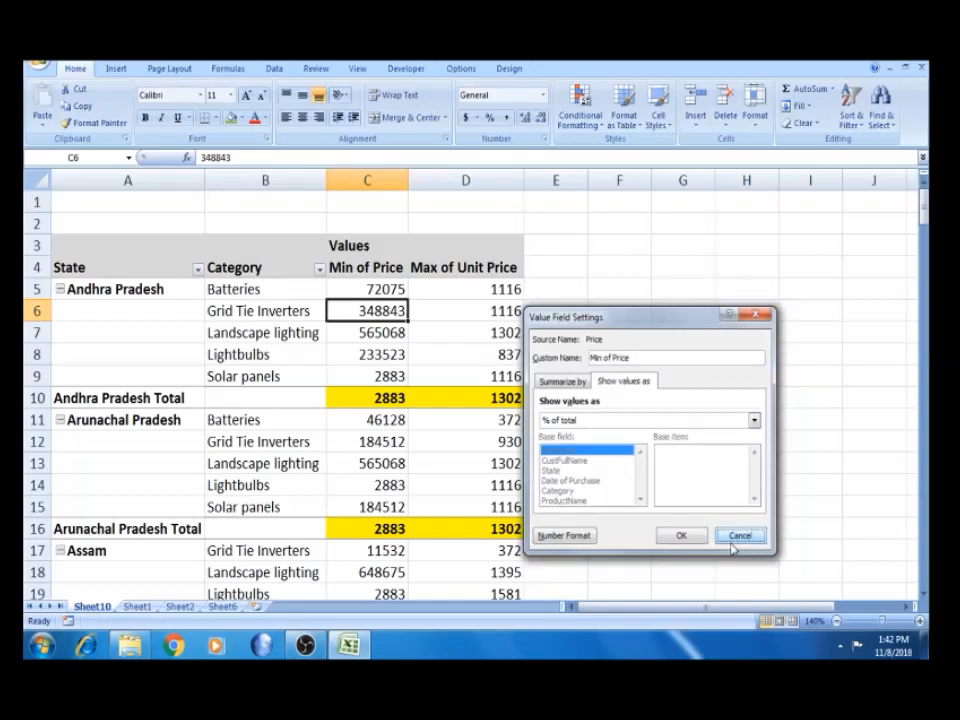 Home Insert Page Layout Formulas Data Review View Developer Options Design
Cut
Copy
Format Painter
Paste
Clipboard
Calibri 11
B I U
Font
Wrap Text
Merge & Center
Alignment
General
$ % ,
Number
Conditional Formatting
Format as Table
Cell Styles
Styles
Insert Delete Format
Cells
Σ AutoSum
Fill
Clear
Sort & Filter
Find & Select
Editing
C6 fx 348843
A B C D E F G H I J
1
2
3 Values
4 State Category Min of Price Max of Unit Price
5 Andhra Pradesh Batteries 72075 1116
6 Grid Tie Inverters 348843 1116
7 Landscape lighting 565068 1302
8 Lightbulbs 233523 837
9 Solar panels 2883 1116
10 Andhra Pradesh Total 2883 1302
11 Arunachal Pradesh Batteries 46128 372
12 Grid Tie Inverters 184512 930
13 Landscape lighting 565068 1302
14 Lightbulbs 2883 1116
15 Solar panels 184512 1116
16 Arunachal Pradesh Total 2883 1302
17 Assam Grid Tie Inverters 11532 372
18 Landscape lighting 648675 1395
19 Lightbulbs 2883 1581
Value Field Settings
Source Name: Price
Custom Name: Min of Price
Summarize by Show values as
Show values as
% of total
Base field: Base item:
CustFullName
State
Date of Purchase
Category
ProductName
Number Format OK Cancel
Sheet10 Sheet1 Sheet2 Sheet6
Ready 140%
1:42 PM
11/8/2018